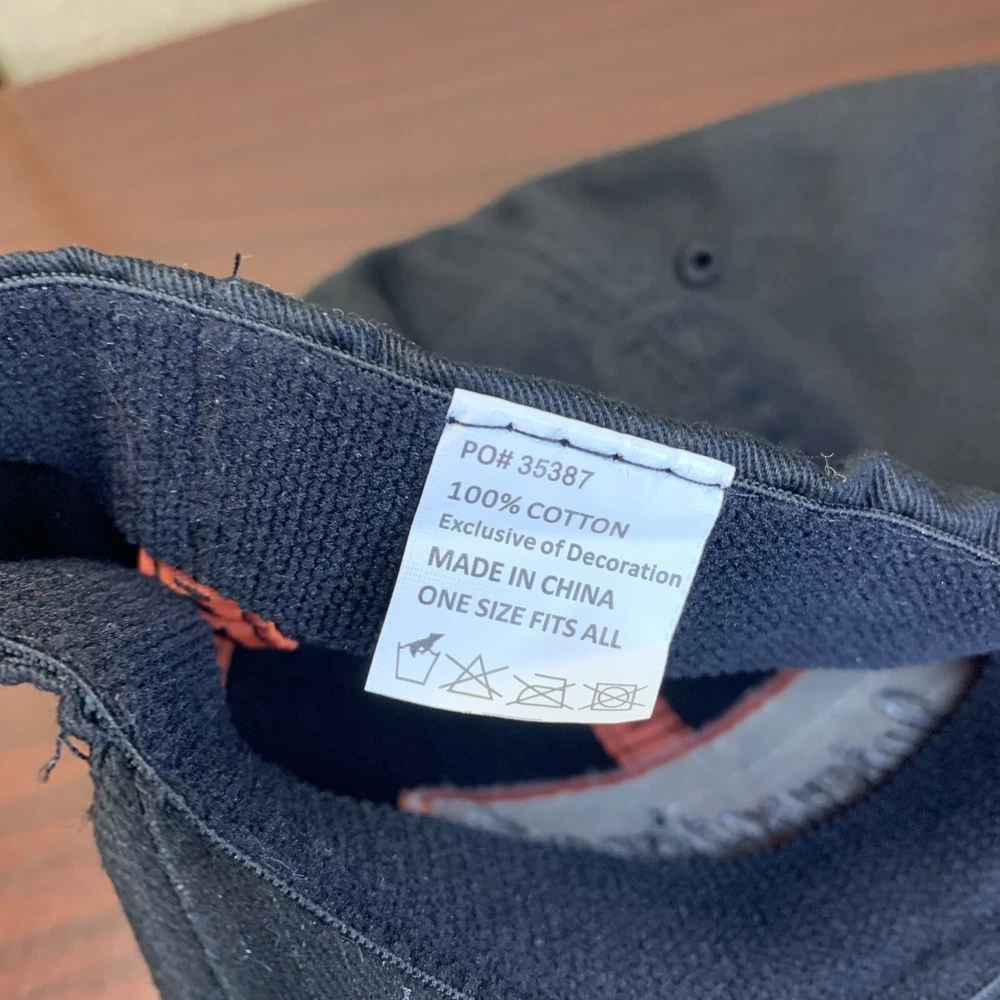 PO# 35387
100% COTTON
Exclusive of Decoration
MADE IN CHINA
ONE SIZE FITS ALL